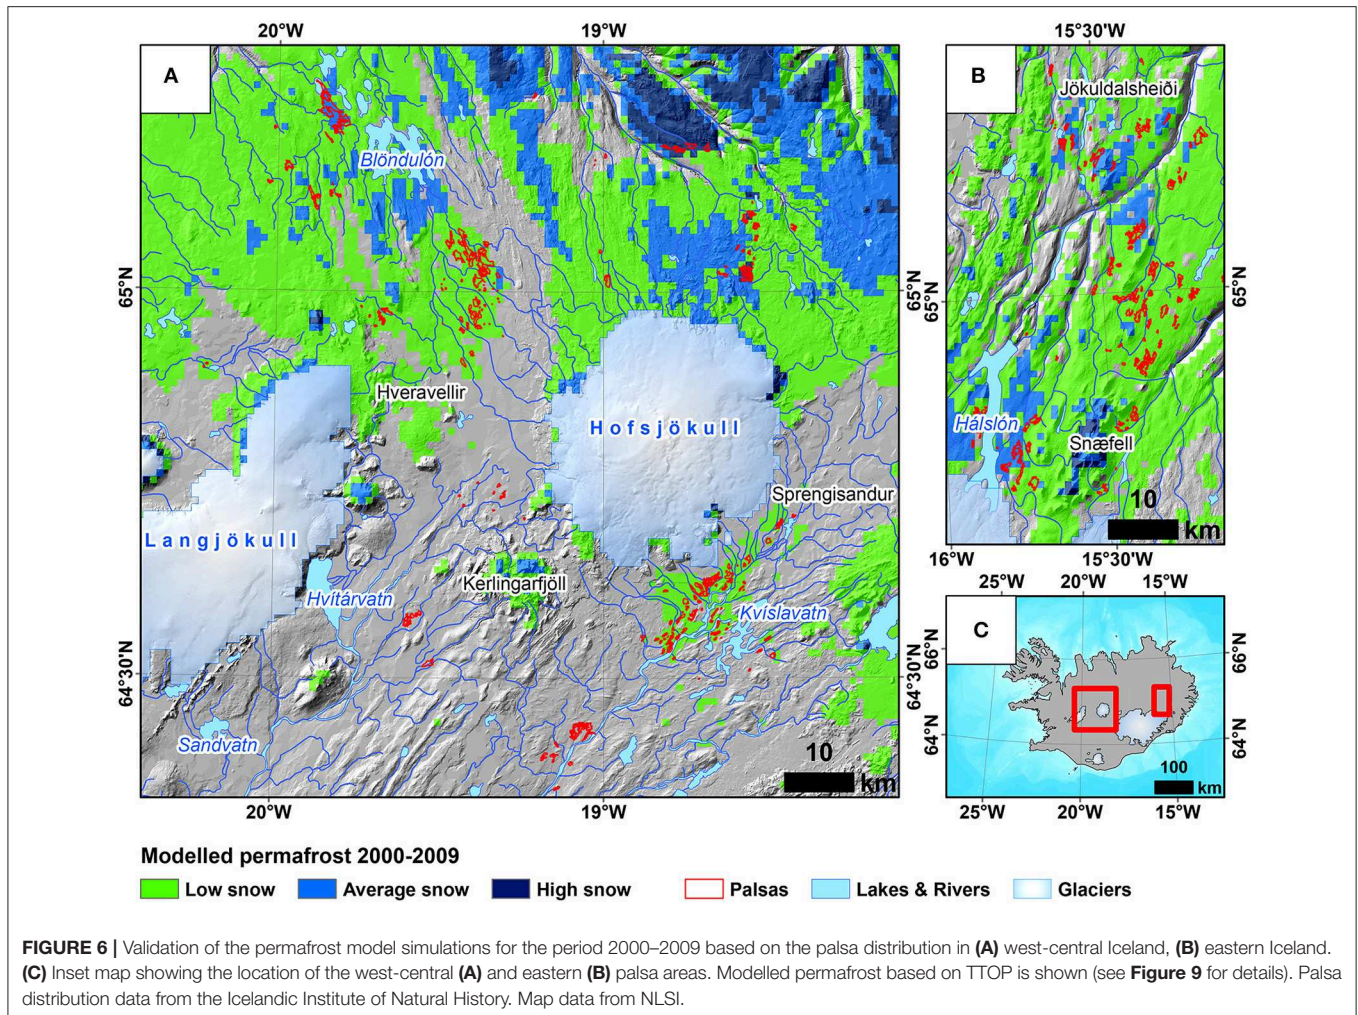 20°W
19°W
15°30'W
A
B
Jökuldalsheiði
Blöndulón
65°N
65°N
65°N
65°N
Hveravellir
Hofsjökull
Hálslón
Snæfell
Sprengisandur
10
km
Langjökull
16°W
15°30'W
Hvítárvatn
Kerlingarfjöll
Kvíslavatn
25°W
20°W
15°W
C
66°N
66°N
64°30'N
64°30'N
Sandvatn
64°N
64°N
10
km
100
km
20°W
19°W
25°W
20°W
15°W
Modelled permafrost 2000-2009
Low snow
Average snow
High snow
Palsas
Lakes & Rivers
Glaciers
FIGURE 6 | Validation of the permafrost model simulations for the period 2000–2009 based on the palsa distribution in (A) west-central Iceland, (B) eastern Iceland.
(C) Inset map showing the location of the west-central (A) and eastern (B) palsa areas. Modelled permafrost based on TTOP is shown (see Figure 9 for details). Palsa
distribution data from the Icelandic Institute of Natural History. Map data from NLSI.